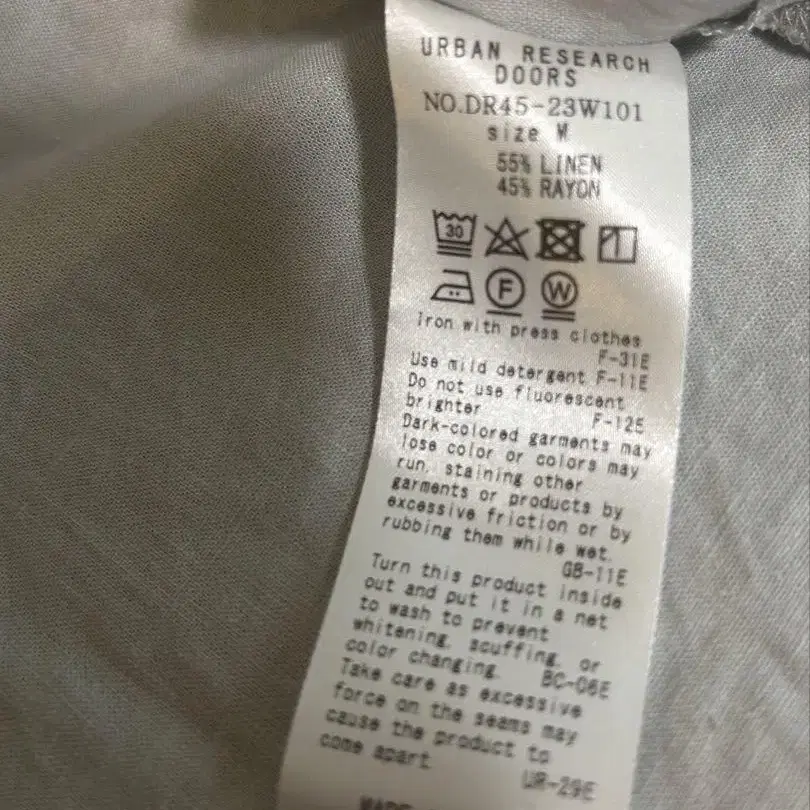 URBAN RESEARCH
DOORS
NO.DR45-23W101
size M
55% LINEN
45% RAYON
30
F W
Iron with press clothes
F-31E
Use mild detergent F-11E
Do not use fluorescent
brighter F-12E
Dark-colored garments may
lose color or colors may
run, staining other
garments or products by
excessive friction or by
rubbing them while wet.
GB-11E
Turn this product inside
out and put it in a net
to wash to prevent
whitening, scuffing, or
color changing. BC-06E
Take care as excessive
force on the seams may
cause the product to
come apart.
UR-29E
MADE